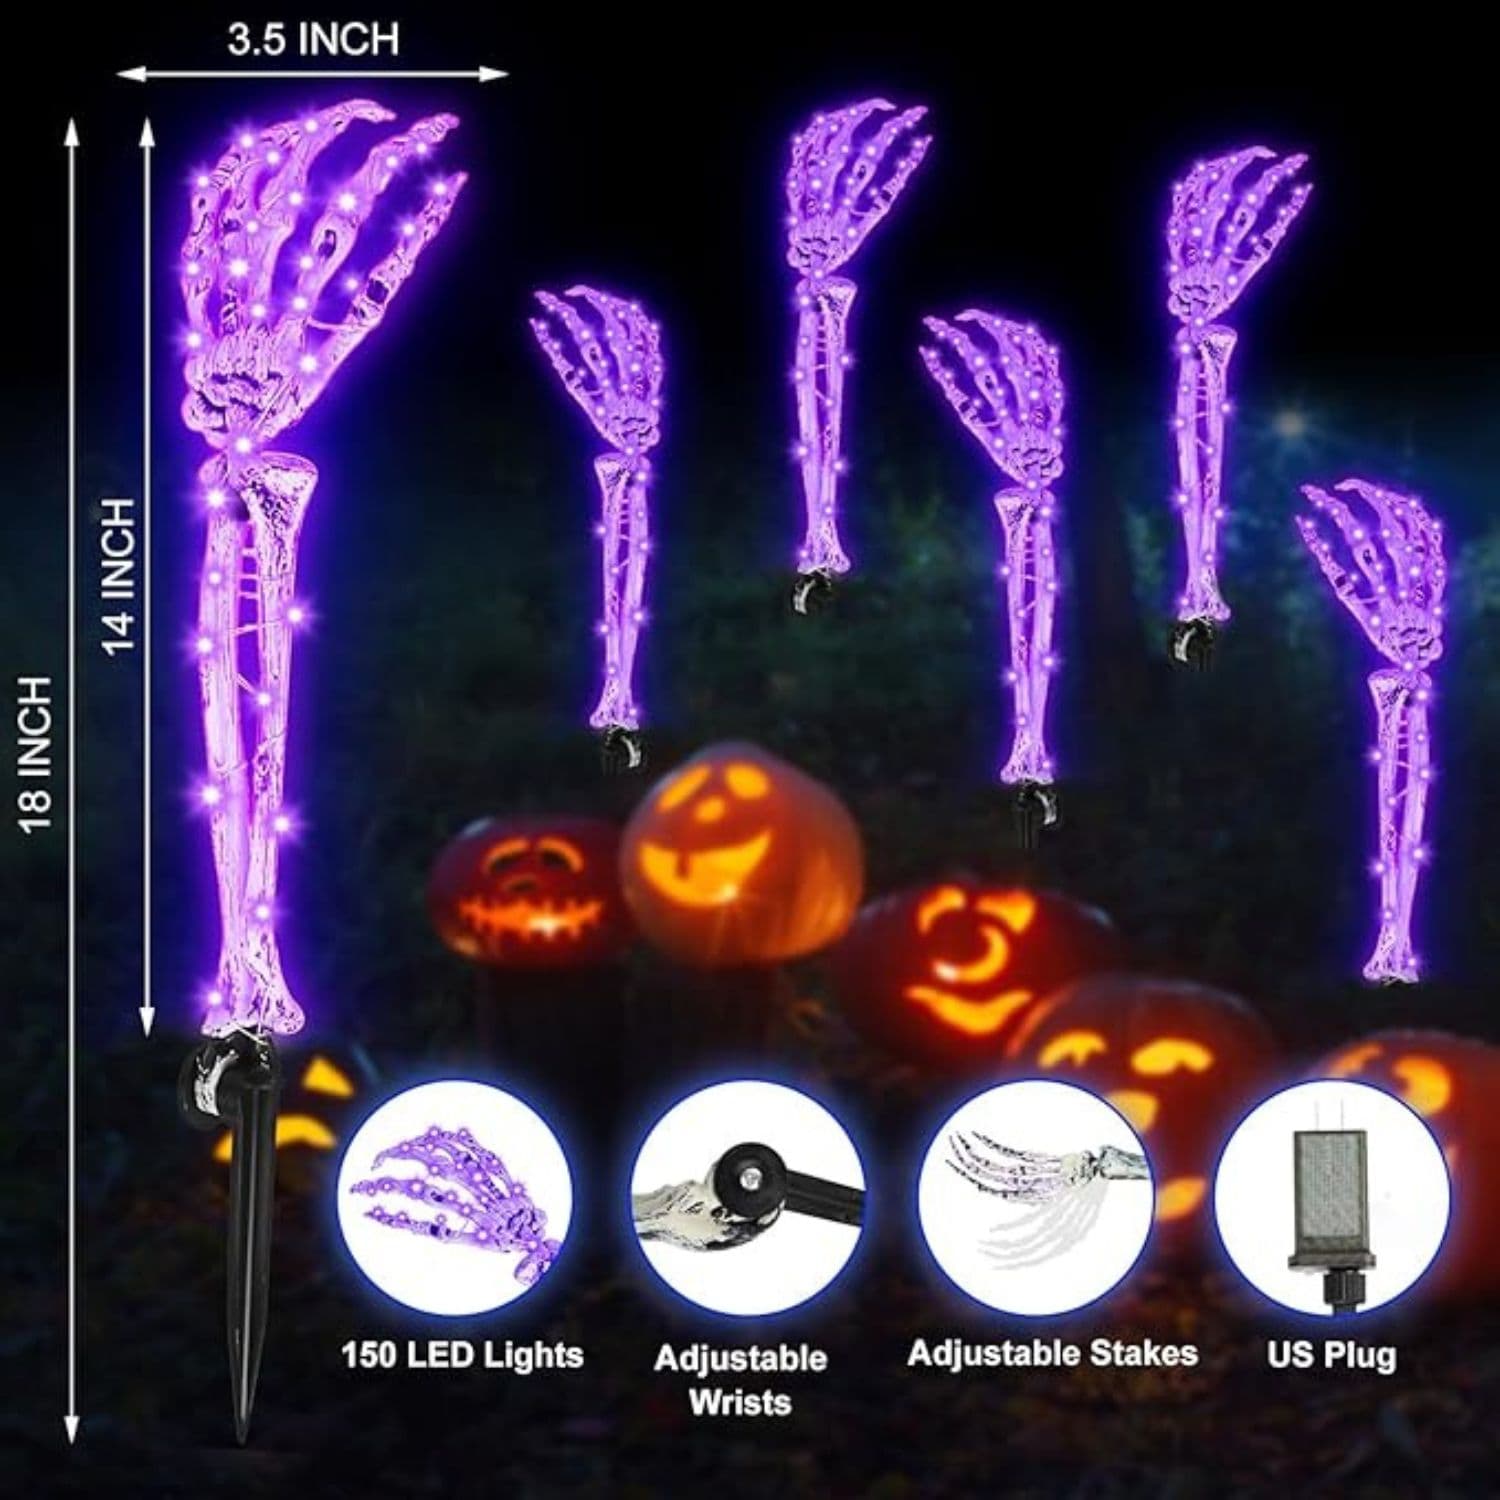 3.5 INCH
18 INCH
14 INCH
150 LED Lights
Adjustable
Wrists
Adjustable Stakes
US Plug